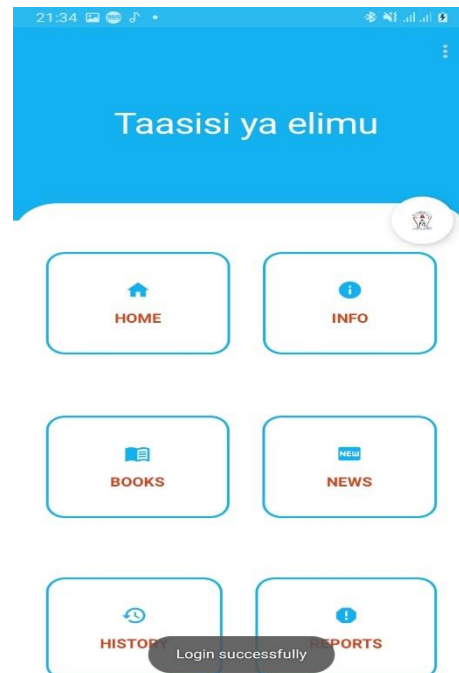 21:34
Taasisi ya elimu
HOME
INFO
BOOKS
NEW
NEWS
HISTORY
REPORTS
Login successfully